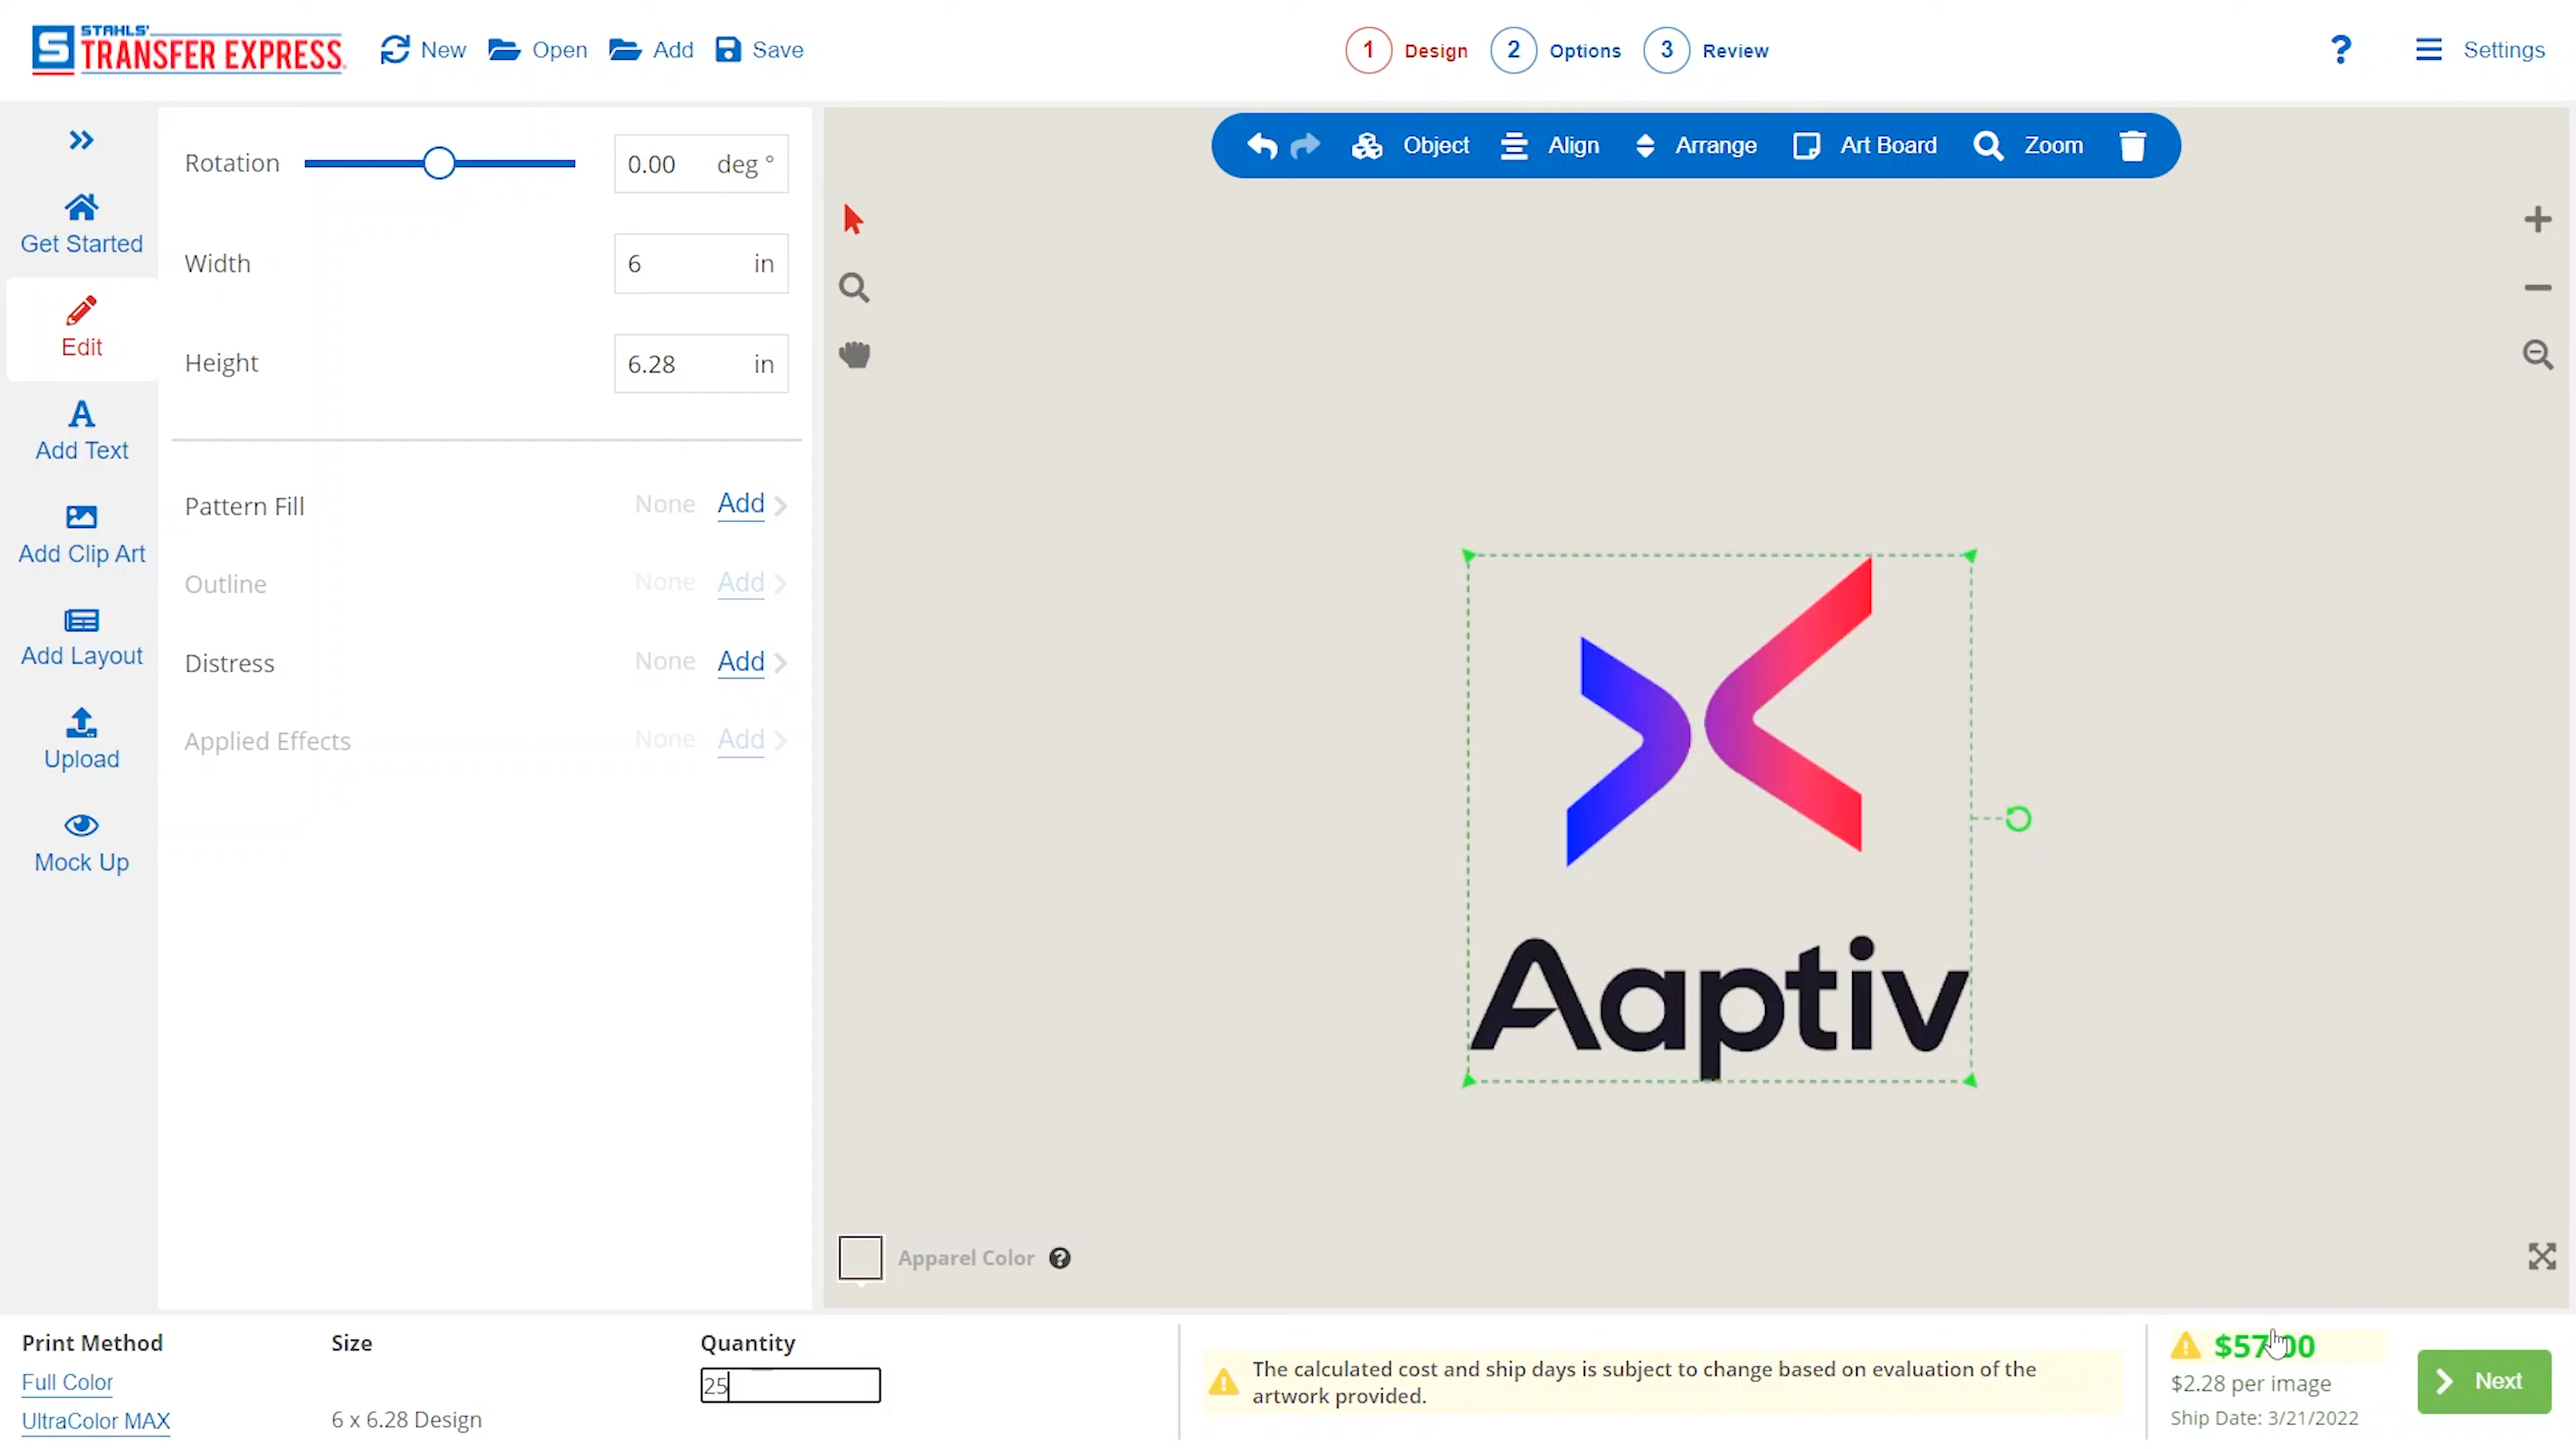 STAHLS'
TRANSFER EXPRESS
New
Open
Add
Save
1 Design
2 Options
3 Review
?
Settings
Get Started
Edit
Add Text
Add Clip Art
Add Layout
Upload
Mock Up
Rotation
0.00 deg °
Width
6 in
Height
6.28 in
Pattern Fill None Add
Outline None Add
Distress None Add
Applied Effects None Add
Object
Align
Arrange
Art Board
Zoom
Aaptiv
Apparel Color ?
Print Method
Full Color
UltraColor MAX
Size
6 x 6.28 Design
Quantity
25
The calculated cost and ship days is subject to change based on evaluation of the
artwork provided.
$57.00
$2.28 per image
Ship Date: 3/21/2022
Next